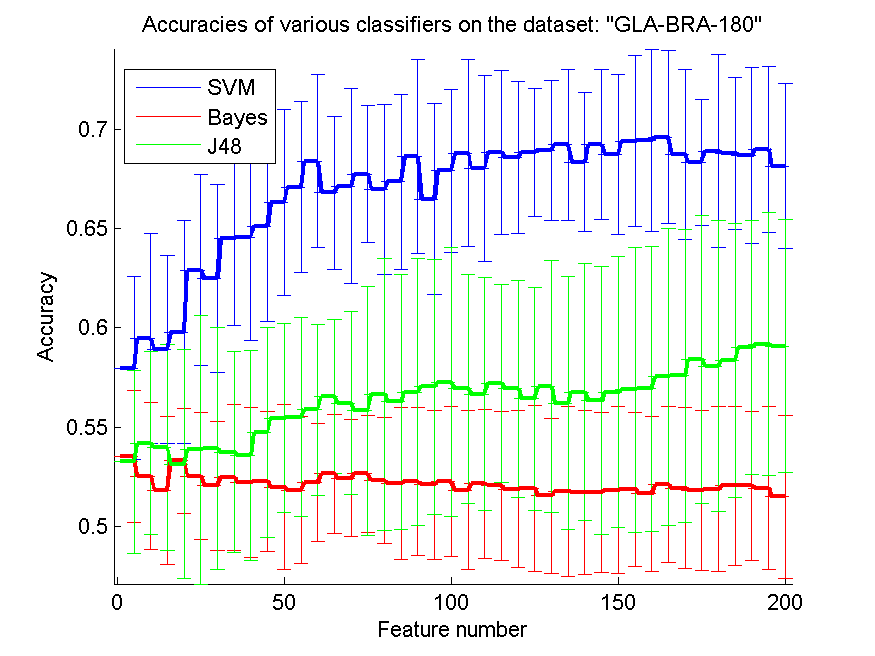 Accuracies of various classifiers on the dataset: "GLA-BRA-180"
SVM
Bayes
J48
0.7
0.65
0.6
0.55
0.5
Accuracy
0
50
100
150
200
Feature number